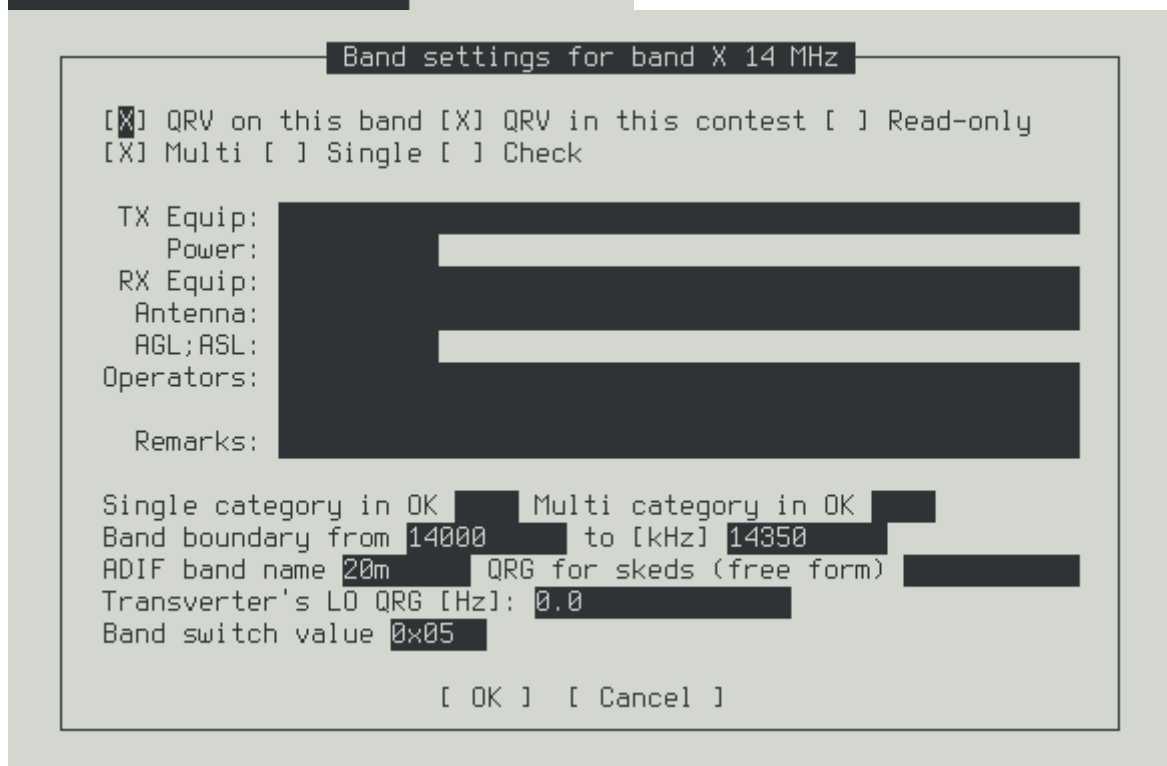 Band settings for band X 14 MHz
[X] QRV on this band [X] QRV in this contest [ ] Read-only
[X] Multi [ ] Single [ ] Check
TX Equip:
Power:
RX Equip:
Antenna:
AGL;ASL:
Operators:
Remarks:
Single category in OK Multi category in OK
Band boundary from 14000 to [kHz] 14350
ADIF band name 20m QRG for skeds (free form)
Transverter's LO QRG [Hz]: 0.0
Band switch value 0x05
[ OK ] [ Cancel ]